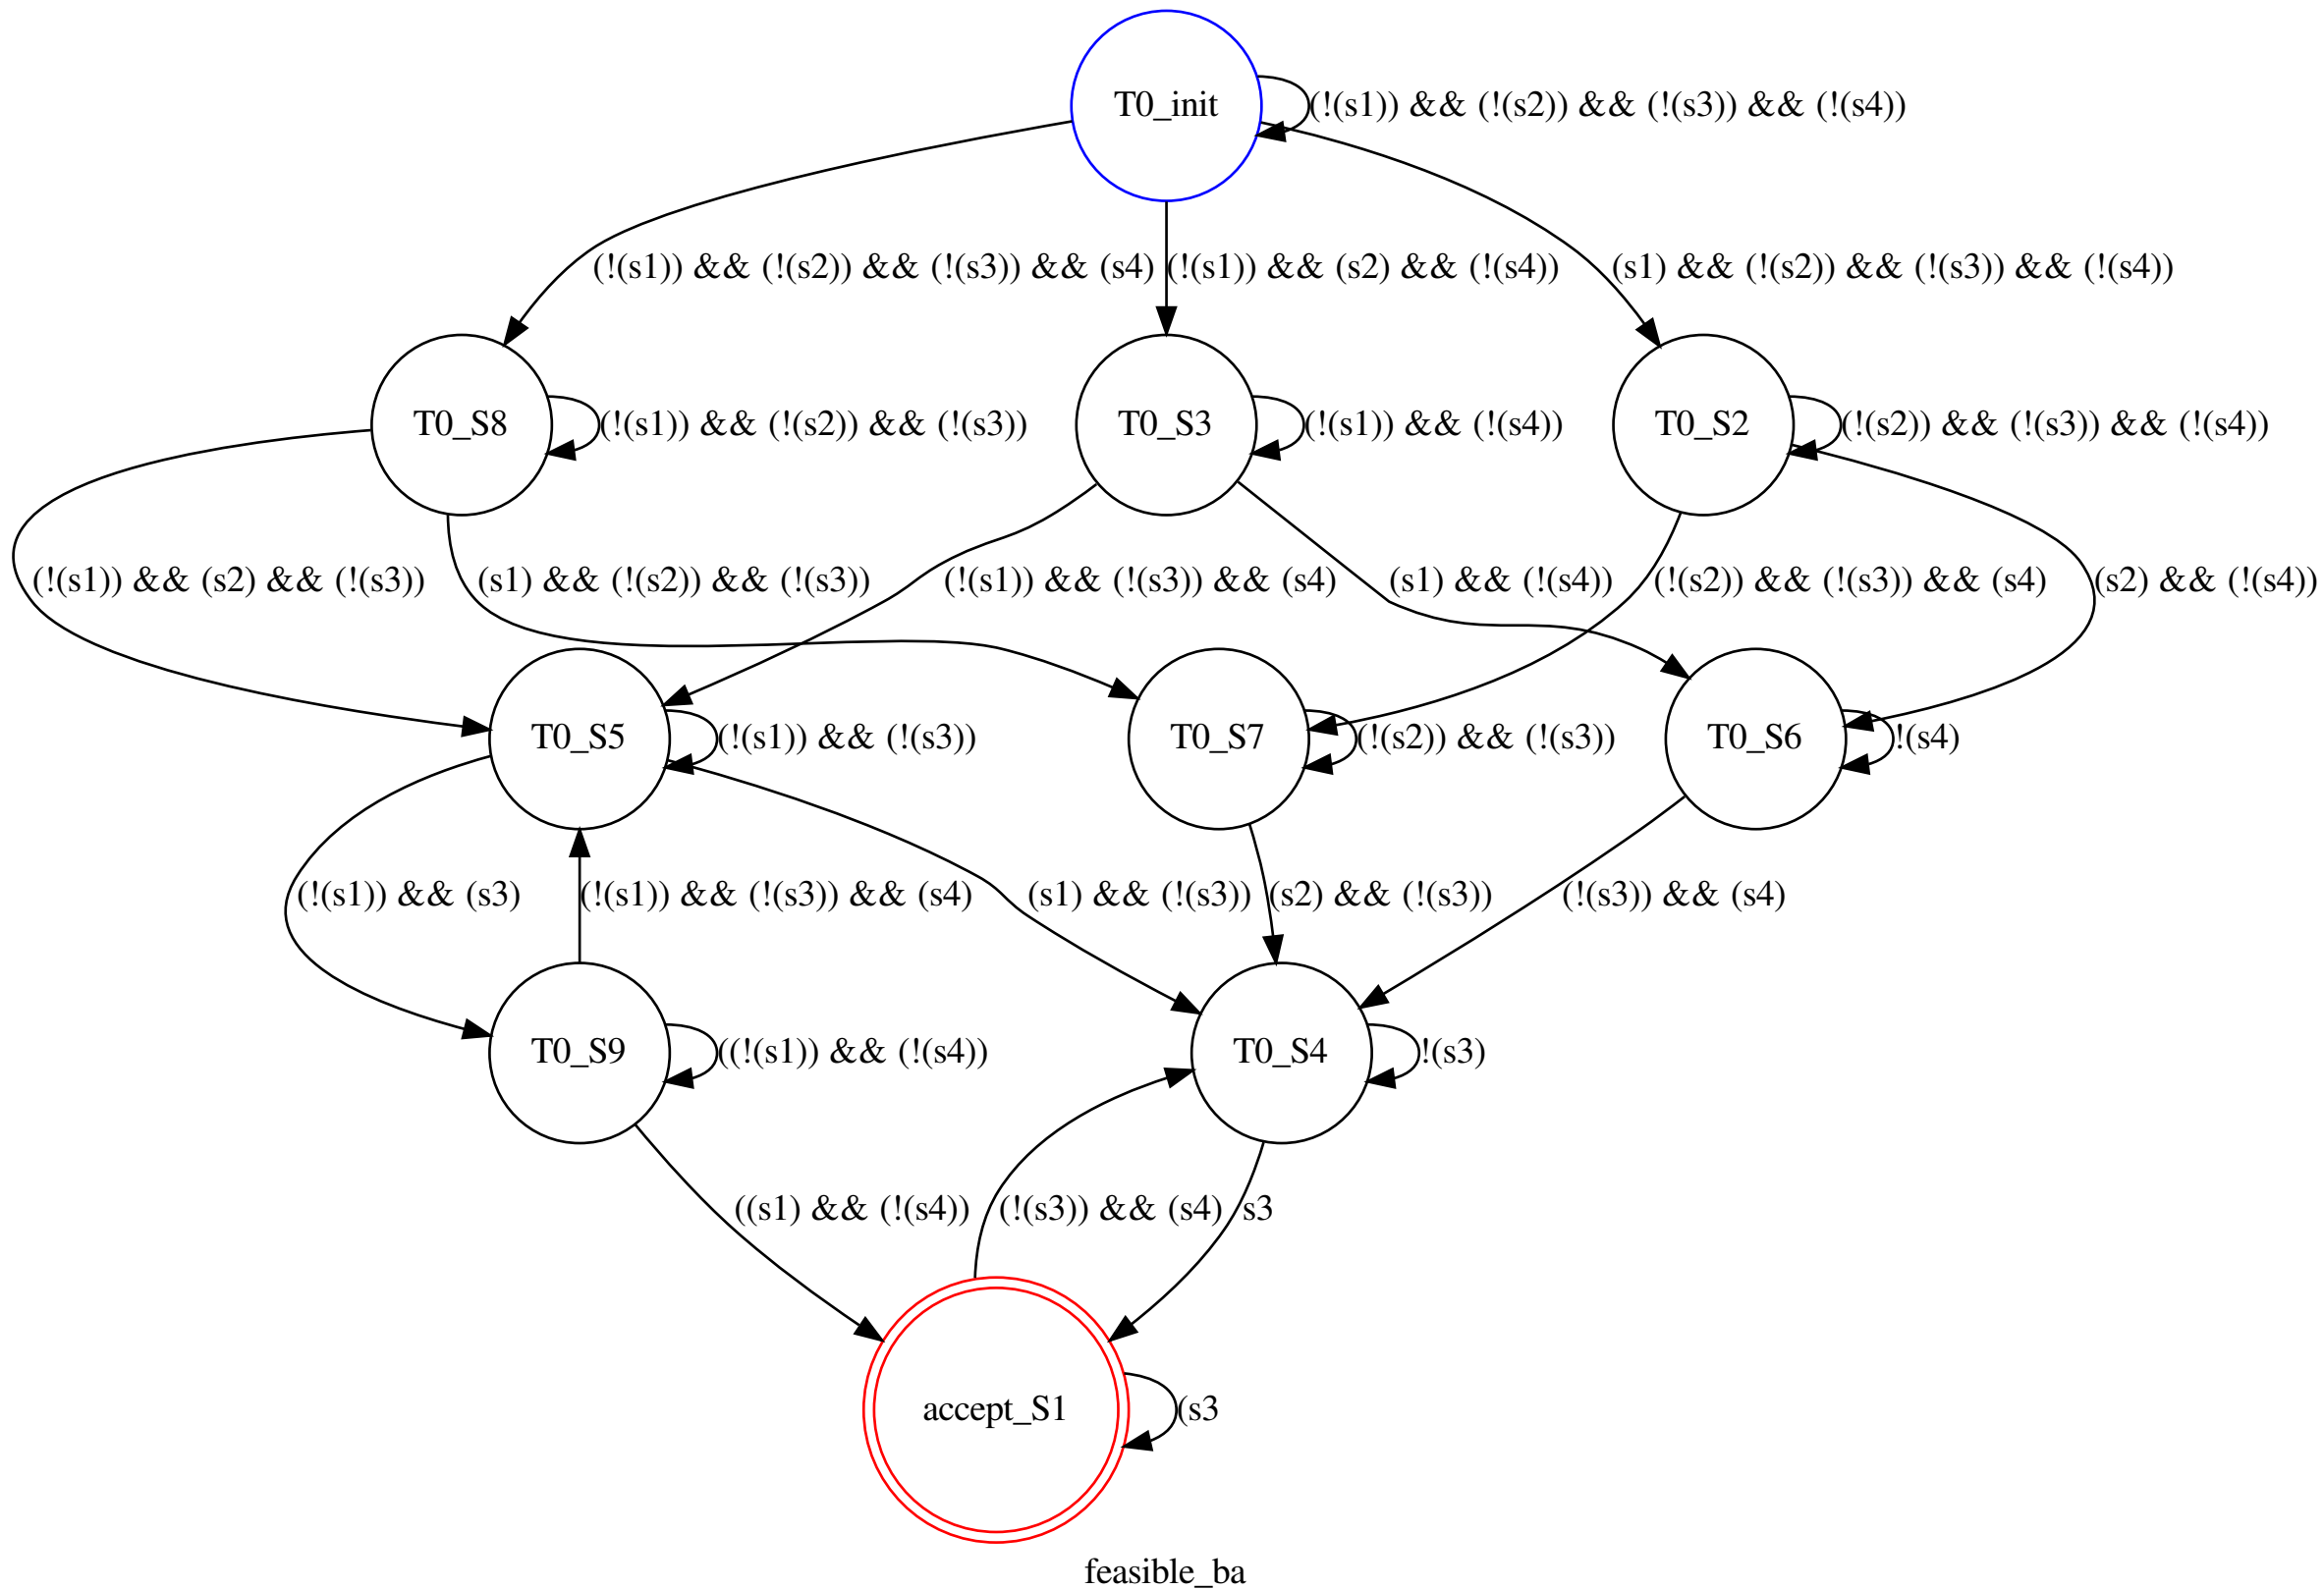 T0_init
(!(s1)) && (!(s2)) && (!(s3)) && (!(s4))
(!(s1)) && (!(s2)) && (!(s3)) && (s4)
(!(s1)) && (s2) && (!(s4))
(s1) && (!(s2)) && (!(s3)) && (!(s4))
T0_S8
(!(s1)) && (!(s2)) && (!(s3))
T0_S3
(!(s1)) && (!(s4))
T0_S2
(!(s2)) && (!(s3)) && (!(s4))
(!(s1)) && (s2) && (!(s3))
(s1) && (!(s2)) && (!(s3))
(!(s1)) && (!(s3)) && (s4)
(s1) && (!(s4))
(!(s2)) && (!(s3)) && (s4)
(s2) && (!(s4))
T0_S5
(!(s1)) && (!(s3))
T0_S7
(!(s2)) && (!(s3))
T0_S6
!(s4)
(!(s1)) && (s3)
(!(s1)) && (!(s3)) && (s4)
(s1) && (!(s3))
(s2) && (!(s3))
(!(s3)) && (s4)
T0_S9
((!(s1)) && (!(s4))
T0_S4
!(s3)
((s1) && (!(s4))
(!(s3)) && (s4)
s3
accept_S1
(s3
feasible_ba